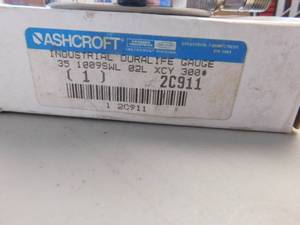 ASHCROFT
INDUSTRIAL DURALIFE GAUGE
35 1009SWL 02L XCY 300#
(1) 2C911
1 2C911